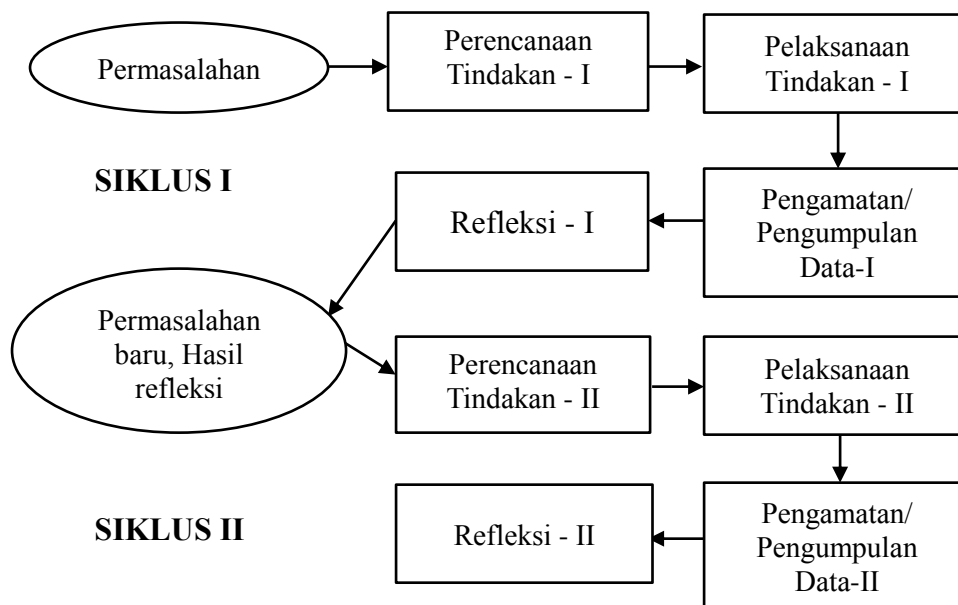 Permasalahan
Perencanaan
Tindakan - I
Pelaksanaan
Tindakan - I
SIKLUS I
Refleksi - I
Pengamatan/
Pengumpulan
Data-I
Permasalahan
baru, Hasil
refleksi
Perencanaan
Tindakan - II
Pelaksanaan
Tindakan - II
SIKLUS II
Refleksi - II
Pengamatan/
Pengumpulan
Data-II